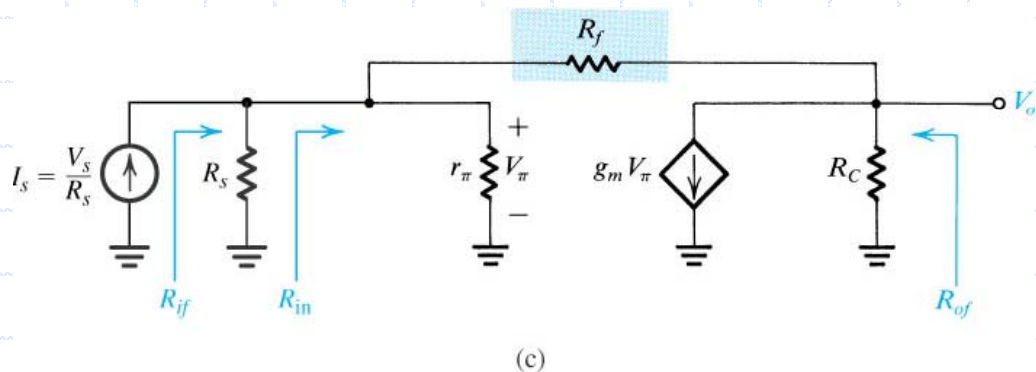 R_f
V_o
+
I_s = V_s / R_s
R_s
r_π
V_π
g_m V_π
R_C
−
R_if
R_in
R_of
(c)